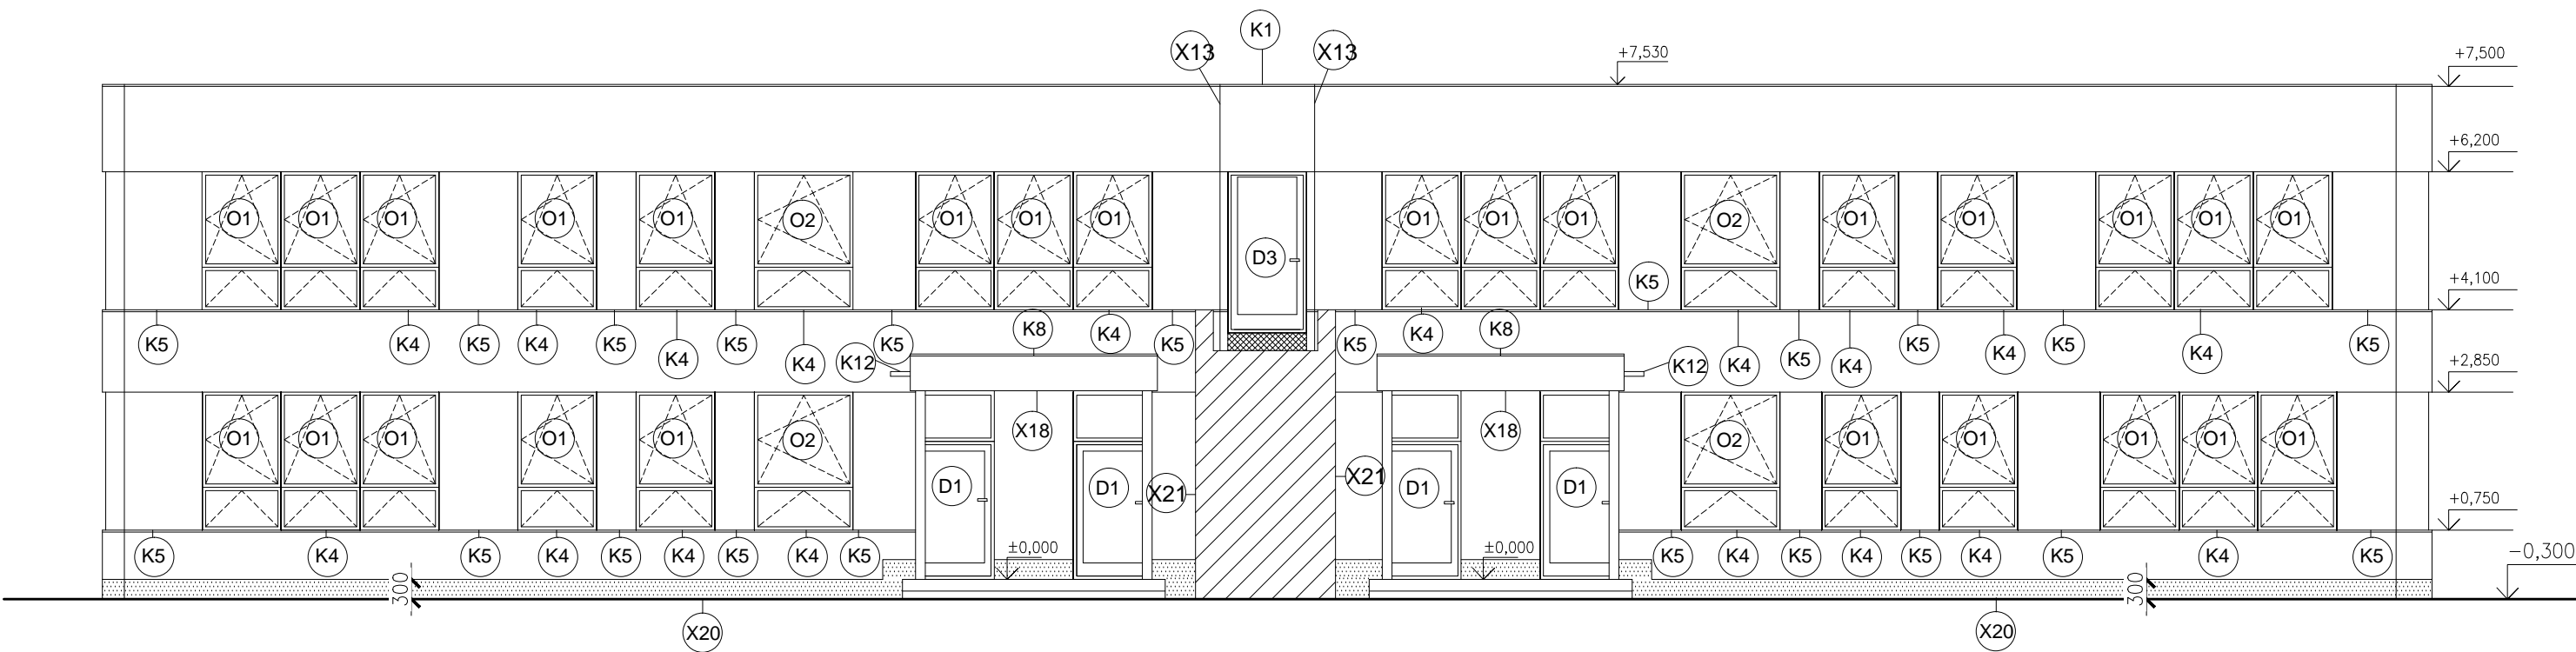 K1
X13
X13
+7,530
+7,500
+6,200
O1
O1
O1
O1
O1
O2
O1
O1
O1
D3
O1
O1
O1
O2
O1
O1
O1
O1
O1
K5
+4,100
K5
K4
K5
K4
K5
K4
K5
K4
K5
K8
K4
K5
K5
K4
K8
K4
K5
K4
K5
K4
K5
K4
K5
K12
K12
+2,850
O1
O1
O1
O1
O1
O2
X18
X18
O2
O1
O1
O1
O1
O1
D1
D1
X21
X21
D1
D1
+0,750
K5
K4
K5
K4
K5
K4
K5
K4
K5
±0,000
±0,000
K5
K4
K5
K4
K5
K4
K5
K4
K5
-0,300
300
300
X20
X20